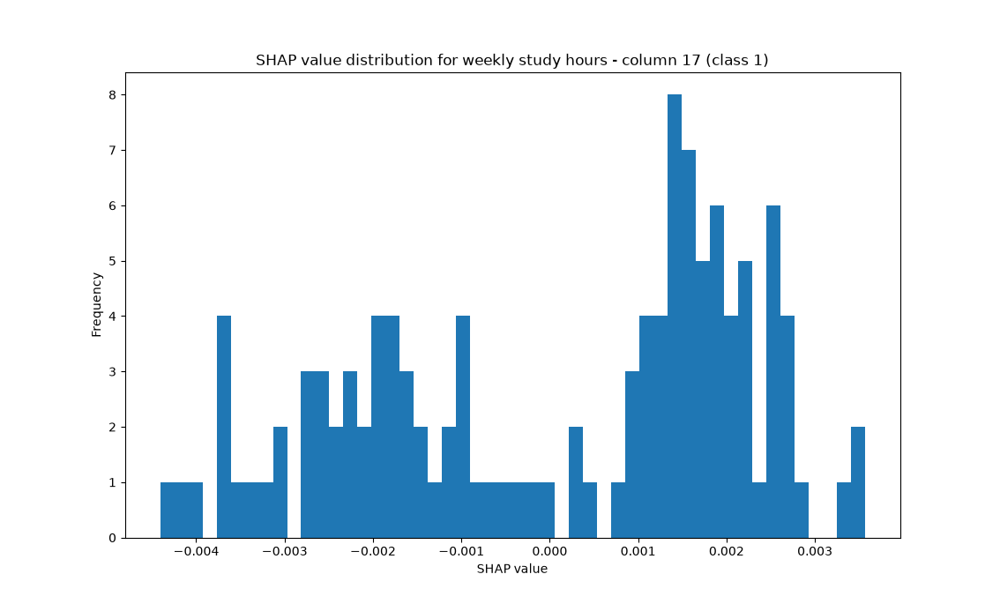 SHAP value distribution for weekly study hours - column 17 (class 1)
8
7
6
5
4
3
2
1
0
Frequency
−0.004 −0.003 −0.002 −0.001 0.000 0.001 0.002 0.003
SHAP value